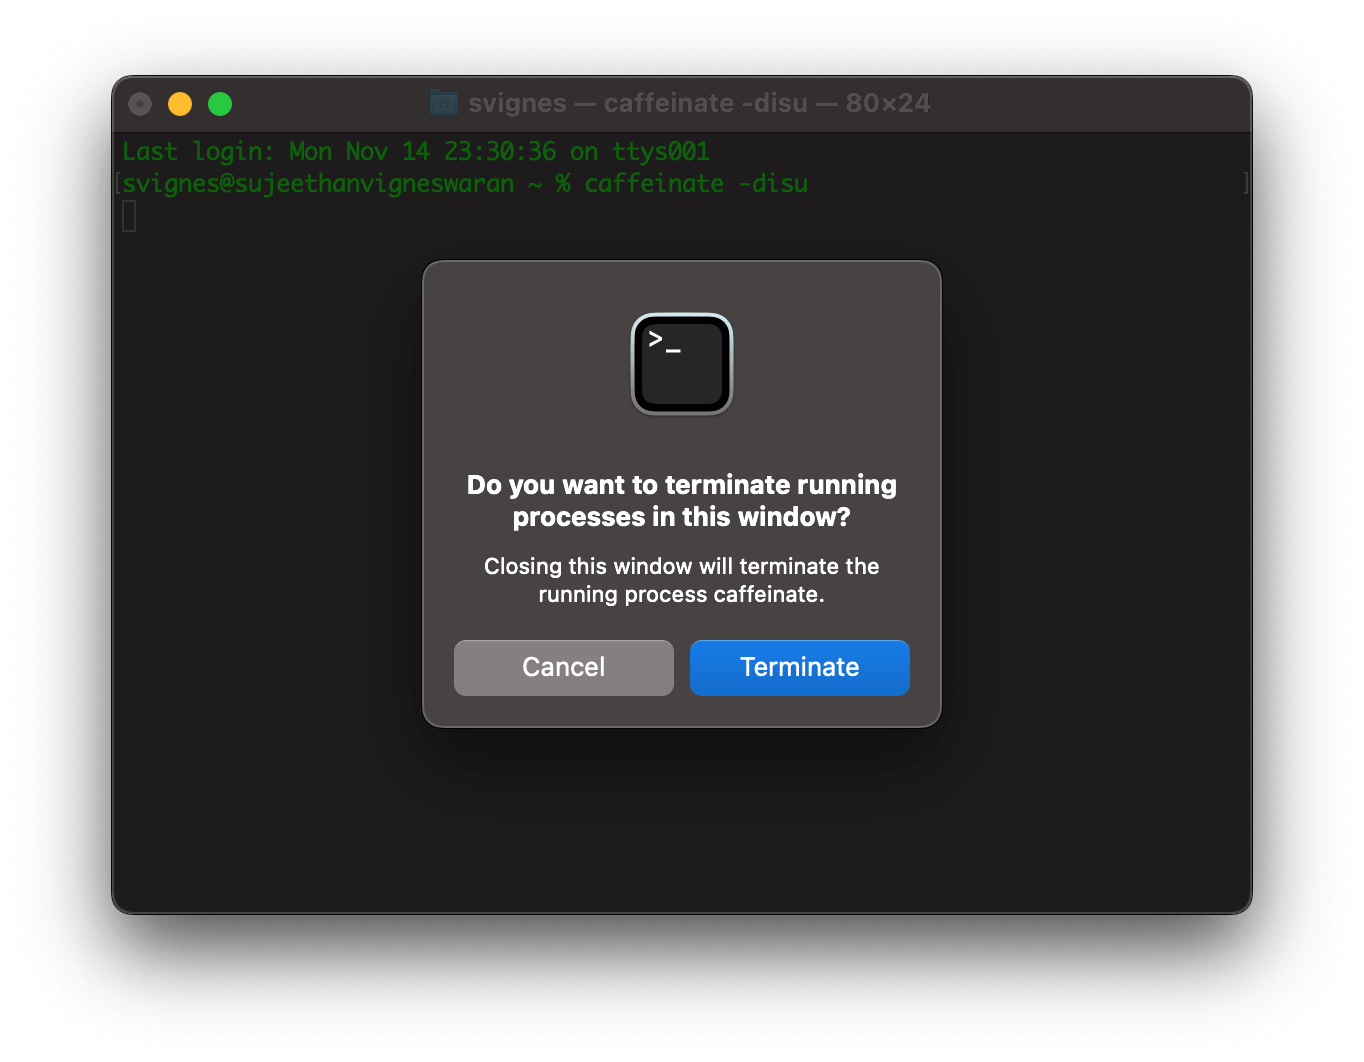 svignes — caffeinate -disu — 80×24
Last login: Mon Nov 14 23:30:36 on ttys001
[svignes@sujeethanvigneswaran ~ % caffeinate -disu ]
>_
Do you want to terminate running
processes in this window?
Closing this window will terminate the
running process caffeinate.
Cancel Terminate